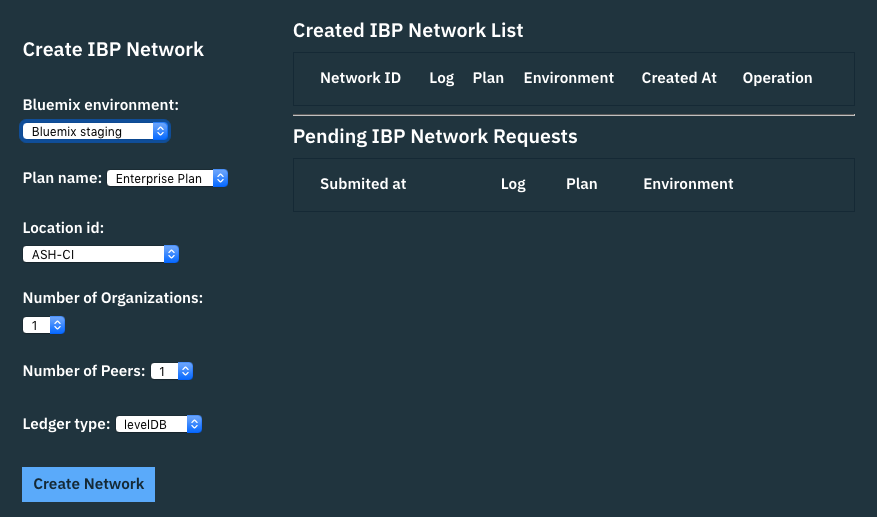 Create IBP Network
Bluemix environment:
Bluemix staging
Plan name: Enterprise Plan
Location id:
ASH-CI
Number of Organizations:
1
Number of Peers: 1
Ledger type: levelDB
Create Network
Created IBP Network List
Network ID Log Plan Environment Created At Operation
Pending IBP Network Requests
Submited at Log Plan Environment